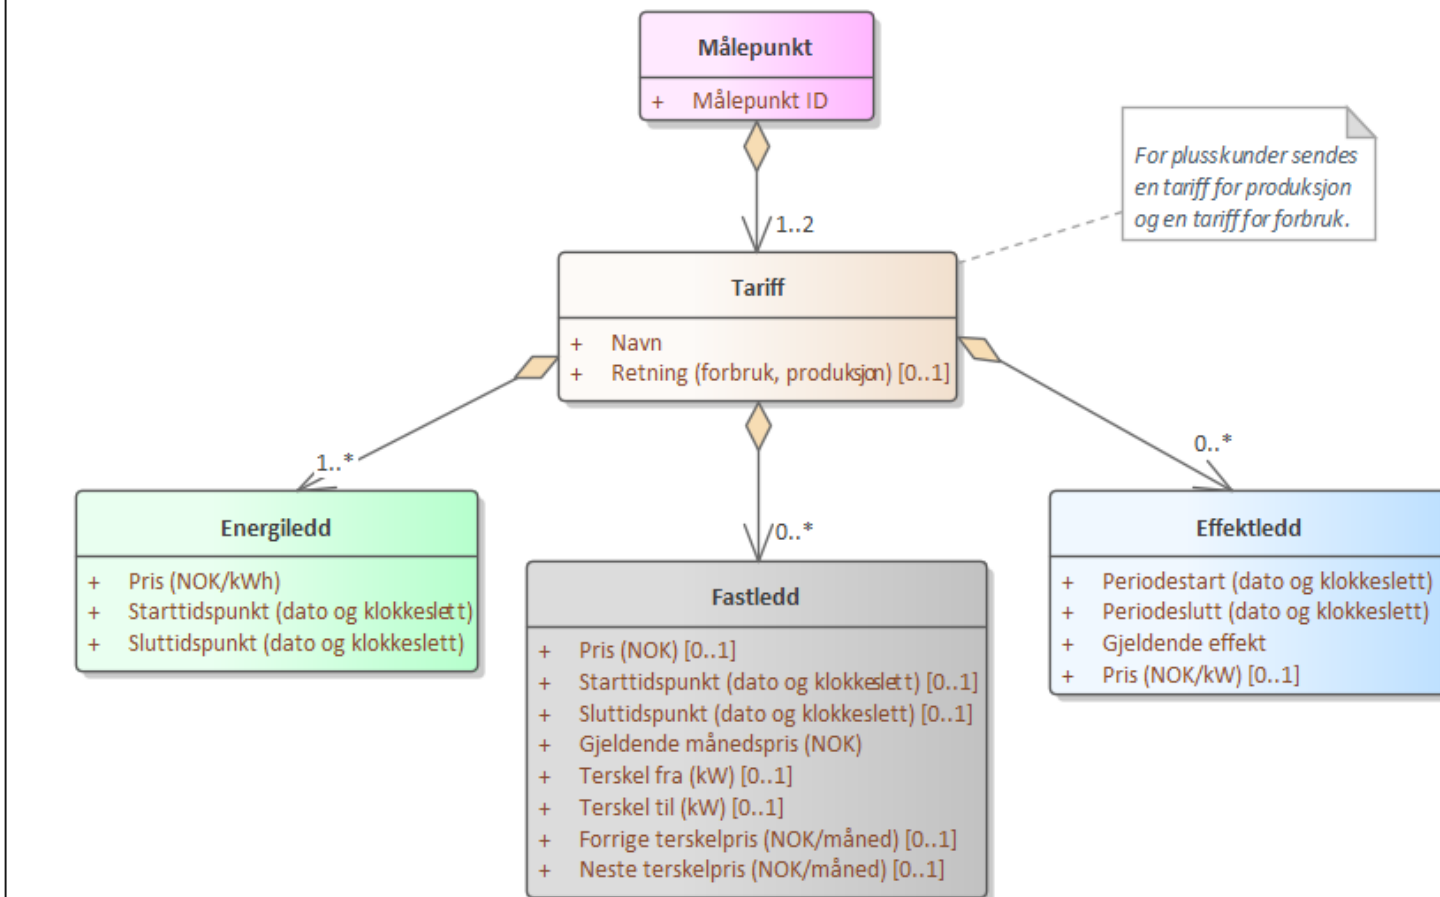 Målepunkt
+ Målepunkt ID
For plusskunder sendes
en tariff for produksjon
og en tariff for forbruk.
1..2
Tariff
+ Navn
+ Retning (forbruk, produksjon) [0..1]
1..*
0..*
0..*
Energiledd
+ Pris (NOK/kWh)
+ Starttidspunkt (dato og klokkeslett)
+ Sluttidspunkt (dato og klokkeslett)
Fastledd
+ Pris (NOK) [0..1]
+ Starttidspunkt (dato og klokkeslett) [0..1]
+ Sluttidspunkt (dato og klokkeslett) [0..1]
+ Gjeldende månedspris (NOK)
+ Terskel fra (kW) [0..1]
+ Terskel til (kW) [0..1]
+ Forrige terskelpris (NOK/måned) [0..1]
+ Neste terskelpris (NOK/måned) [0..1]
Effektledd
+ Periodestart (dato og klokkeslett)
+ Periodeslutt (dato og klokkeslett)
+ Gjeldende effekt
+ Pris (NOK/kW) [0..1]